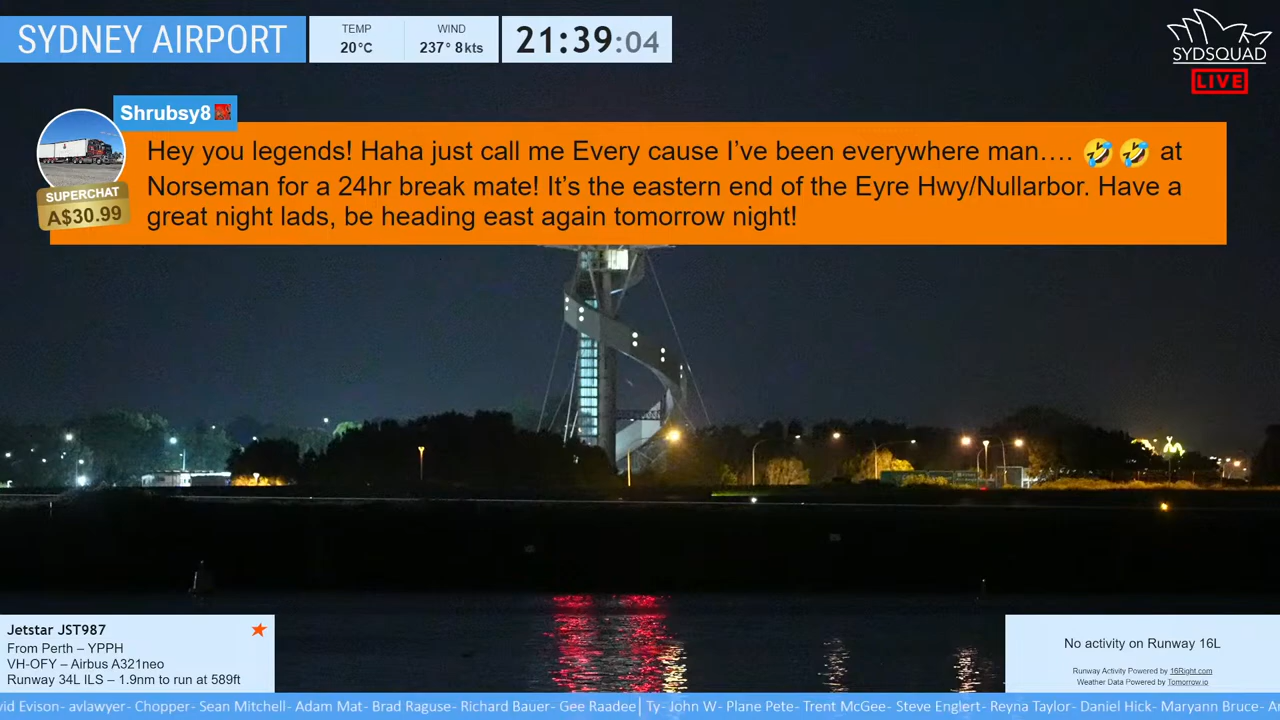 SYDNEY AIRPORT
TEMP
20°C
WIND
237° 8kts
21:39:04
SYDSQUAD
LIVE
Shrubsy8
SUPERCHAT
A$30.99
Hey you legends! Haha just call me Every cause I’ve been everywhere man.... 🤣 🤣 at
Norseman for a 24hr break mate! It’s the eastern end of the Eyre Hwy/Nullarbor. Have a
great night lads, be heading east again tomorrow night!
Jetstar JST987
From Perth – YPPH
VH-OFY – Airbus A321neo
Runway 34L ILS – 1.9nm to run at 589ft
No activity on Runway 16L
Runway Activity Powered by 16Right.com
Weather Data Powered by Tomorrow.io
vid Evison- avlawyer- Chopper- Sean Mitchell- Adam Mat- Brad Raguse- Richard Bauer- Gee Raadee| Ty- John W- Plane Pete- Trent McGee- Steve Englert- Reyna Taylor- Daniel Hick- Maryann Bruce- A